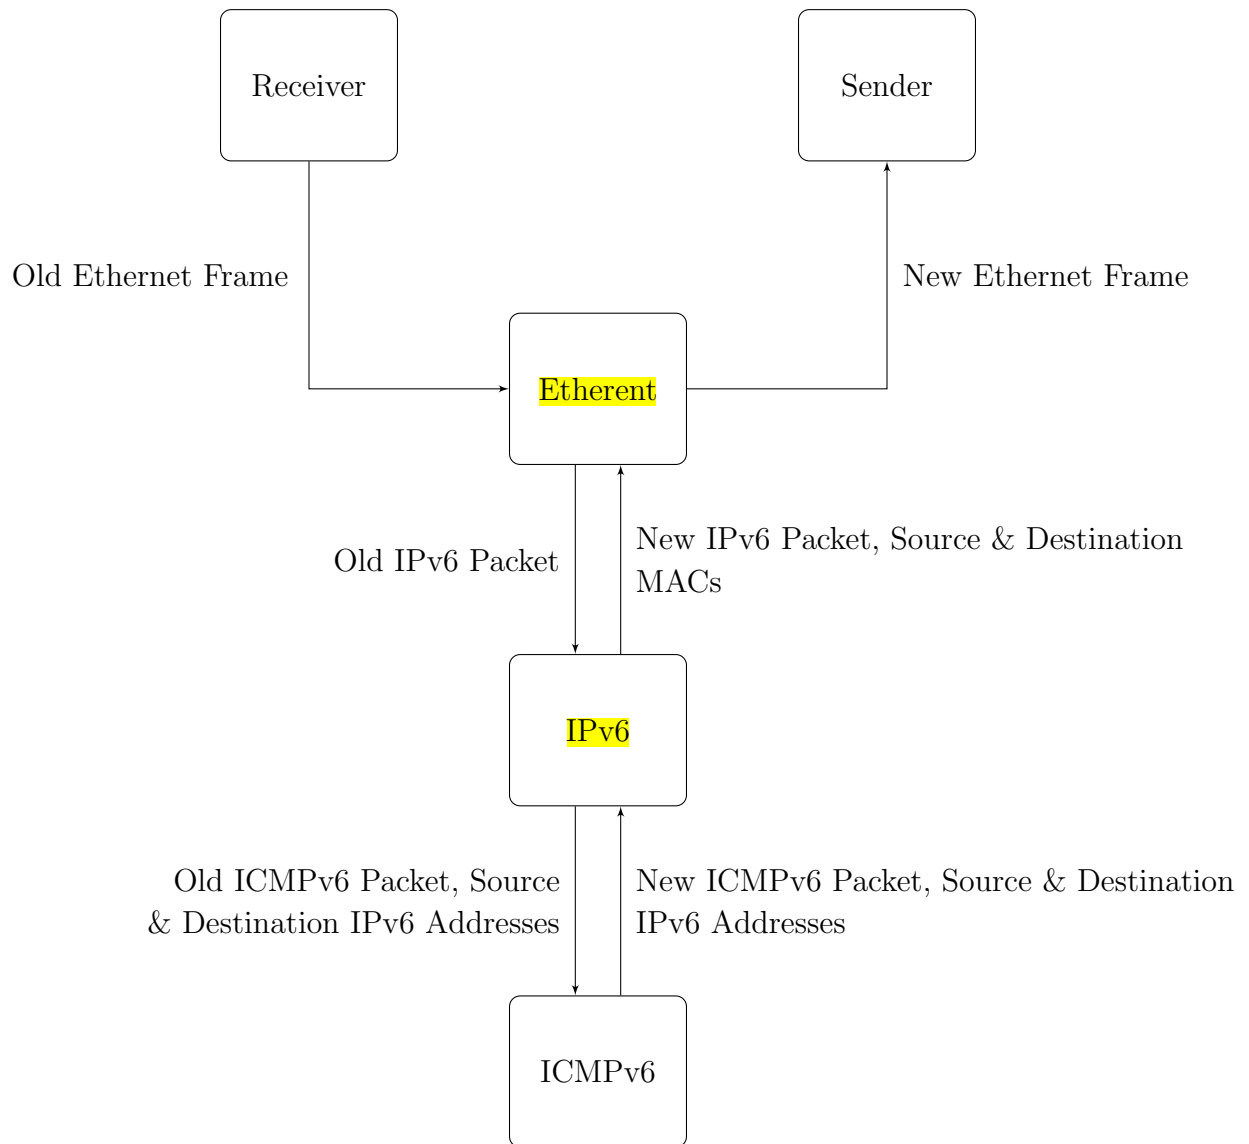 Receiver
Sender
Old Ethernet Frame
New Ethernet Frame
Etherent
Old IPv6 Packet
New IPv6 Packet, Source & Destination
MACs
IPv6
Old ICMPv6 Packet, Source
& Destination IPv6 Addresses
New ICMPv6 Packet, Source & Destination
IPv6 Addresses
ICMPv6